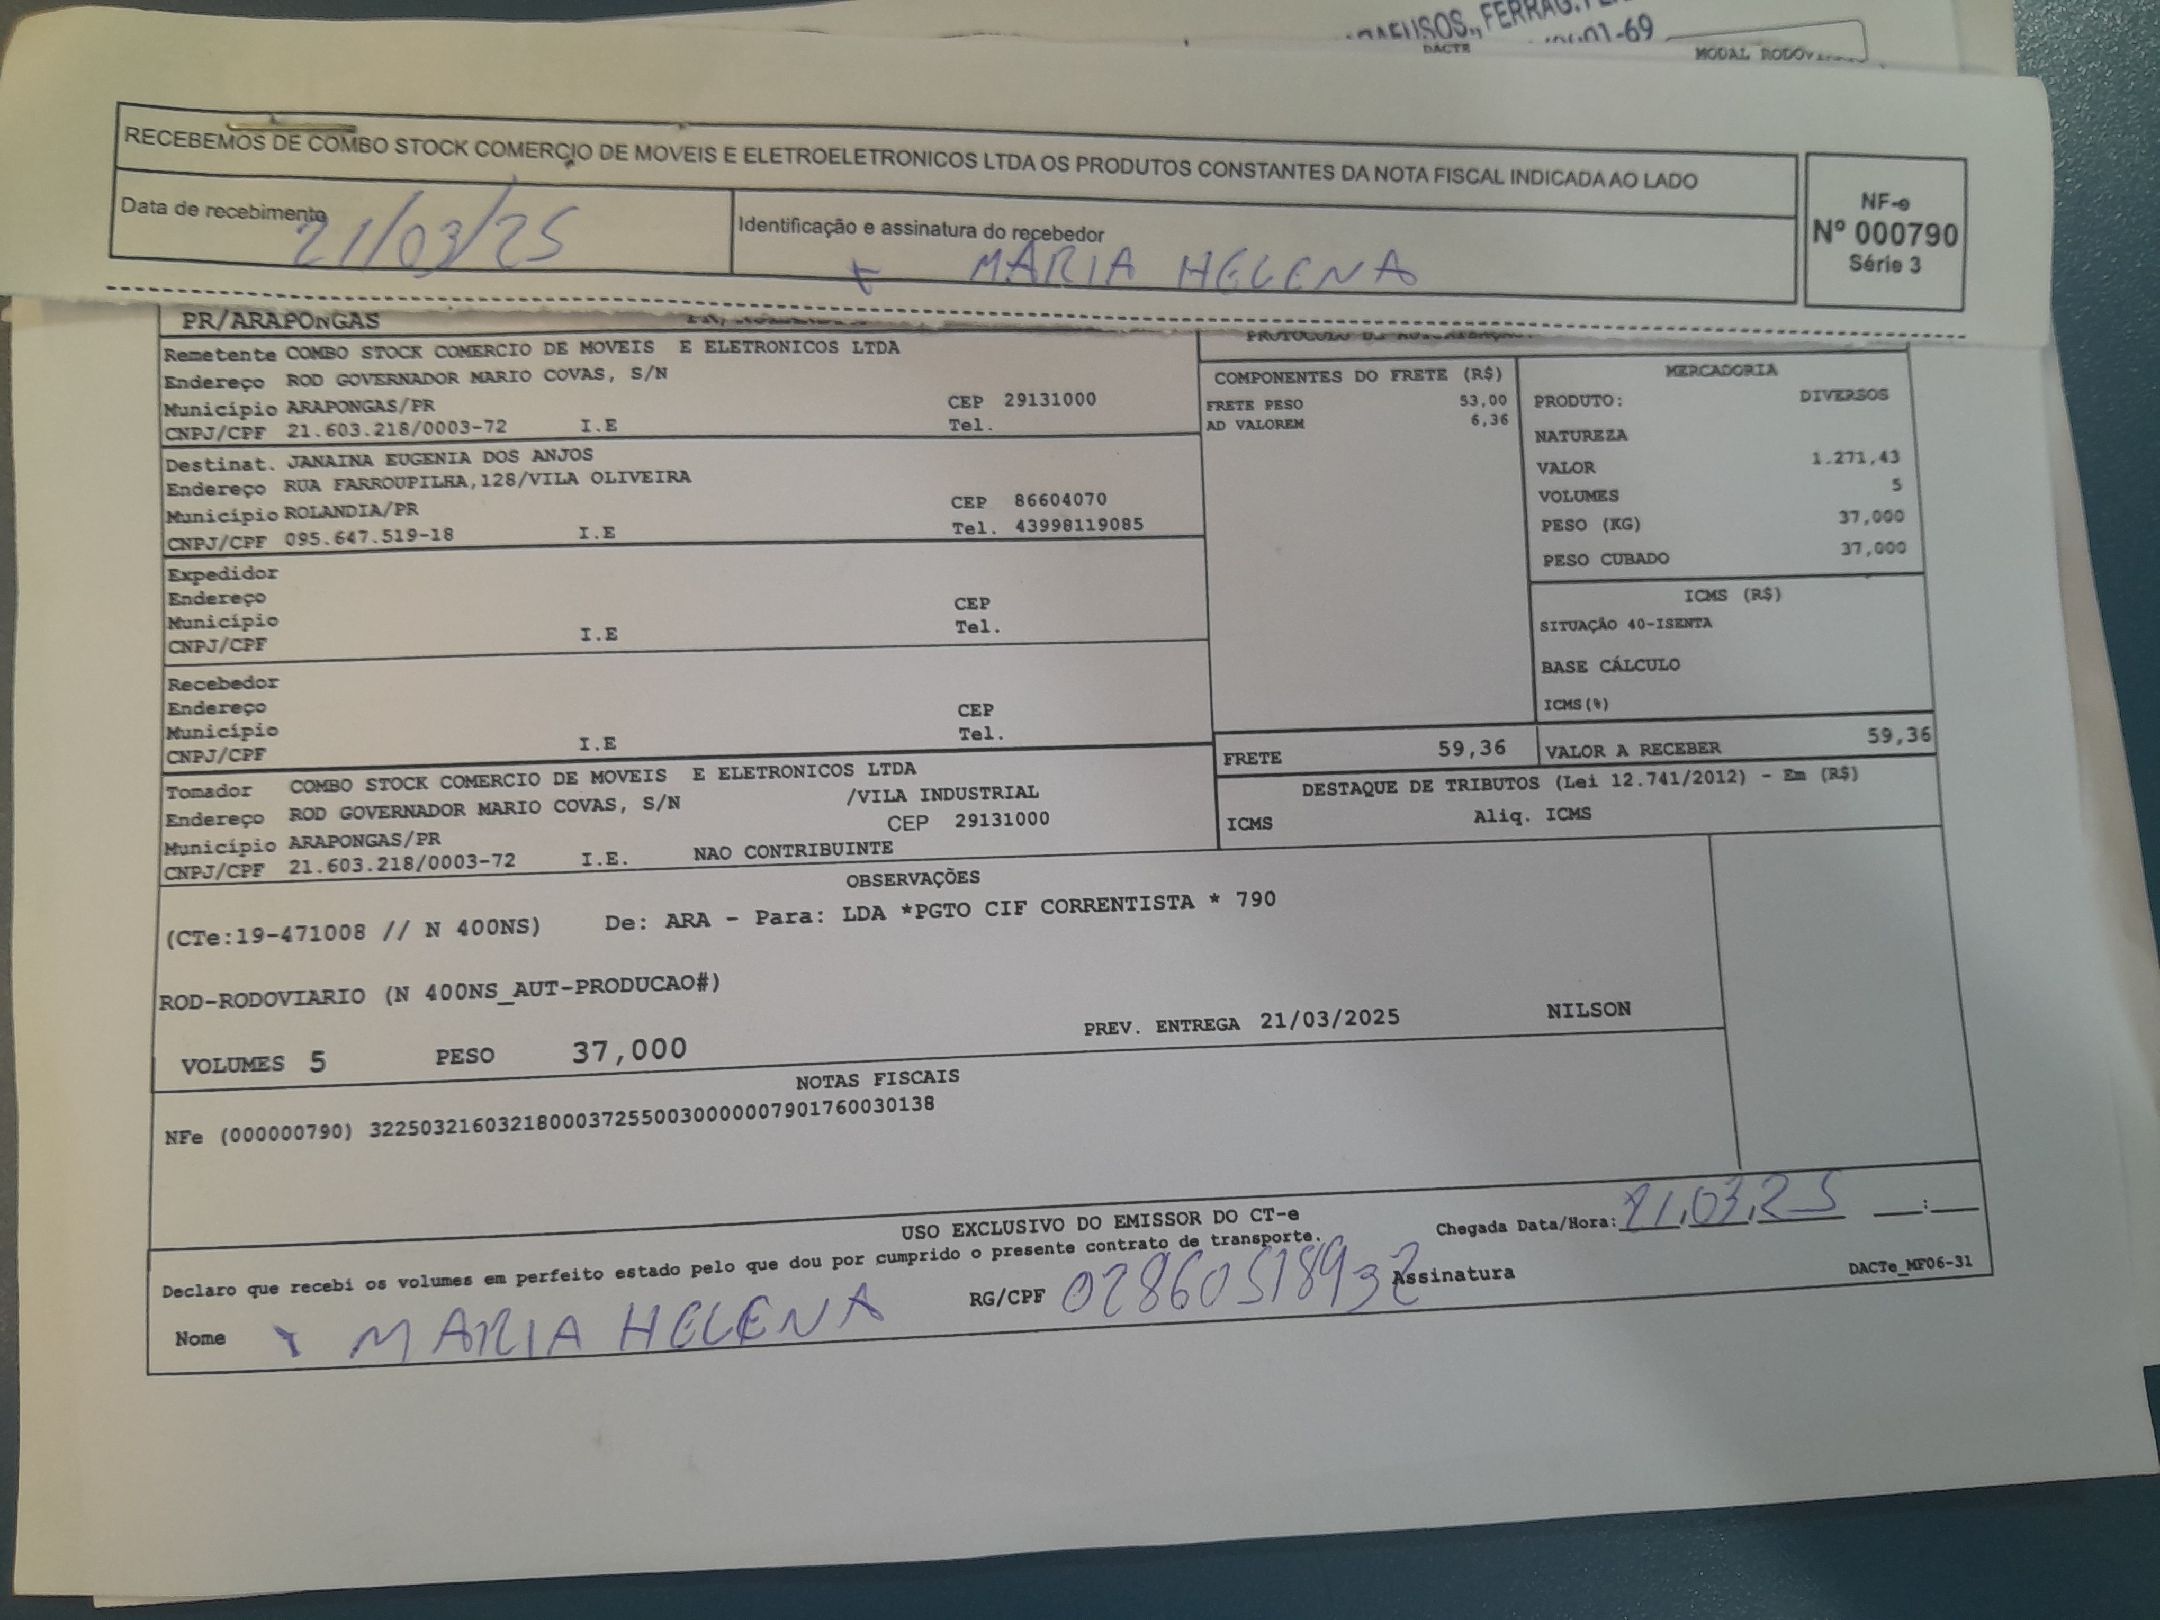 FERRAG.
-69
DACTE
MODAL
RECEBEMOS DE COMBO STOCK COMERCIO DE MOVEIS E ELETROELETRONICOS LTDA OS PRODUTOS CONSTANTES DA NOTA FISCAL INDICADA AO LADO
Data de recebimento 21/03/25
Identificação e assinatura do recebedor
MARIA HELENA
NF-e
Nº 000790
Série 3
PR/ARAPONGAS
Remetente COMBO STOCK COMERCIO DE MOVEIS E ELETRONICOS LTDA
Endereço ROD GOVERNADOR MARIO COVAS, S/N
Município ARAPONGAS/PR CEP 29131000
CNPJ/CPF 21.603.218/0003-72 I.E Tel.
Destinat. JANAINA EUGENIA DOS ANJOS
Endereço RUA FARROUPILHA,128/VILA OLIVEIRA
Município ROLANDIA/PR CEP 86604070
CNPJ/CPF 095.647.519-18 I.E Tel. 43998119085
Expedidor
Endereço
Município CEP
CNPJ/CPF I.E Tel.
Recebedor
Endereço
Município CEP
CNPJ/CPF I.E Tel.
Tomador COMBO STOCK COMERCIO DE MOVEIS E ELETRONICOS LTDA
Endereço ROD GOVERNADOR MARIO COVAS, S/N /VILA INDUSTRIAL
Município ARAPONGAS/PR CEP 29131000
CNPJ/CPF 21.603.218/0003-72 I.E. NAO CONTRIBUINTE
COMPONENTES DO FRETE (R$)
FRETE PESO 53,00
AD VALOREM 6,36
MERCADORIA
PRODUTO: DIVERSOS
NATUREZA
VALOR 1.271,43
VOLUMES 5
PESO (KG) 37,000
PESO CUBADO 37,000
ICMS (R$)
SITUAÇÃO 40-ISENTA
BASE CÁLCULO
ICMS(%)
FRETE 59,36 VALOR A RECEBER 59,36
DESTAQUE DE TRIBUTOS (Lei 12.741/2012) - Em (R$)
ICMS Aliq. ICMS
OBSERVAÇÕES
(CTe:19-471008 // N 400NS) De: ARA - Para: LDA *PGTO CIF CORRENTISTA * 790
ROD-RODOVIARIO (N 400NS_AUT-PRODUCAO#)
VOLUMES 5 PESO 37,000 PREV. ENTREGA 21/03/2025 NILSON
NOTAS FISCAIS
NFe (000000790) 32250321603218000372550030000007901760030138
USO EXCLUSIVO DO EMISSOR DO CT-e
Declaro que recebi os volumes em perfeito estado pelo que dou por cumprido o presente contrato de transporte.
Chegada Data/Hora: 21,03,25 __:__
Nome MARIA HELENA RG/CPF 02860518932 Assinatura
DACTe_MF06-31